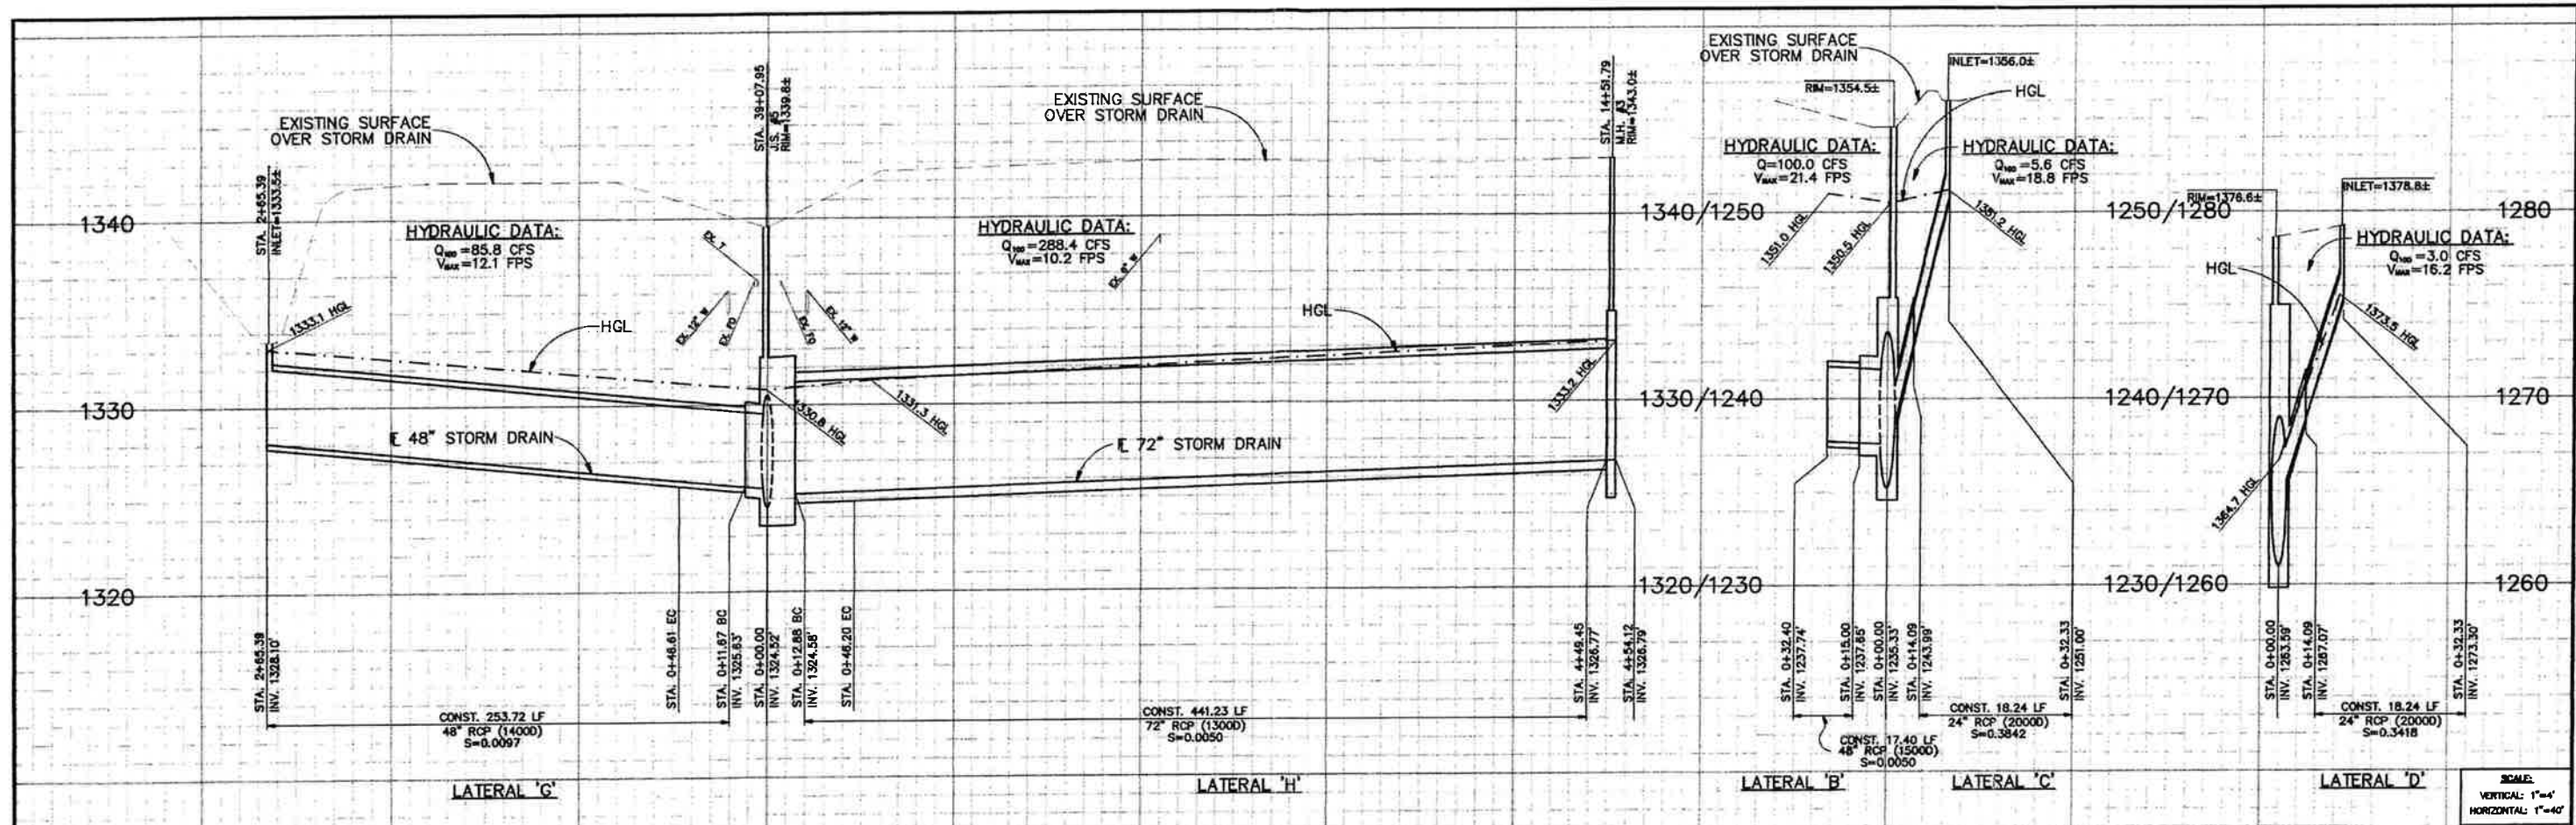 STA. 39+07.95
J.S. #5
RIM=1339.8±
EXISTING SURFACE
OVER STORM DRAIN
STA. 2+65.39
INLET=1333.5±
HYDRAULIC DATA:
Q100=85.8 CFS
VMAX=12.1 FPS
1333.1 HGL
HGL
EX. T
EX. 12" W
EX. FO
EX. FO
EX. 12" W
1330.8 HGL
℄ 48" STORM DRAIN
1340
1330
1320
STA. 2+65.39
INV. 1328.10'
STA. 0+46.61 EC
STA. 0+11.67 BC
INV. 1325.63'
STA. 0+00.00
INV. 1324.52'
STA. 0+12.88 BC
INV. 1324.58'
STA. 0+46.20 EC
CONST. 253.72 LF
48" RCP (1400D)
S=0.0097
LATERAL 'G'
EXISTING SURFACE
OVER STORM DRAIN
STA. 14+51.79
M.H. #3
RIM=1343.0±
HYDRAULIC DATA:
Q100=288.4 CFS
VMAX=10.2 FPS
HGL
1331.3 HGL
1333.2 HGL
℄ 72" STORM DRAIN
STA. 4+49.45
INV. 1326.77'
STA. 4+54.12
INV. 1326.79'
CONST. 441.23 LF
72" RCP (1300D)
S=0.0050
LATERAL 'H'
EXISTING SURFACE
OVER STORM DRAIN
INLET=1356.0±
RIM=1354.5±
HGL
HYDRAULIC DATA:
Q=100.0 CFS
VMAX=21.4 FPS
HYDRAULIC DATA:
Q100=5.6 CFS
VMAX=18.8 FPS
1351.0 HGL
1350.5 HGL
1351.2 HGL
1340/1250
1330/1240
1320/1230
STA. 0+32.40
INV. 1237.74'
STA. 0+15.00
INV. 1237.65'
STA. 0+00.00
INV. 1235.33'
STA. 0+14.09
INV. 1243.99'
STA. 0+32.33
INV. 1251.00'
CONST. 17.40 LF
48" RCP (1500D)
S=0.0050
CONST. 18.24 LF
24" RCP (2000D)
S=0.3842
LATERAL 'B'
LATERAL 'C'
1250/1280
1240/1270
1230/1260
RIM=1376.6±
INLET=1378.8±
HYDRAULIC DATA:
Q100=3.0 CFS
VMAX=16.2 FPS
HGL
1373.5 HGL
1364.7 HGL
1280
1270
1260
STA. 0+00.00
INV. 1263.59'
STA. 0+14.09
INV. 1267.07'
STA. 0+32.33
INV. 1273.30'
CONST. 18.24 LF
24" RCP (2000D)
S=0.3418
LATERAL 'D'
SCALE:
VERTICAL: 1"=4'
HORIZONTAL: 1"=40'